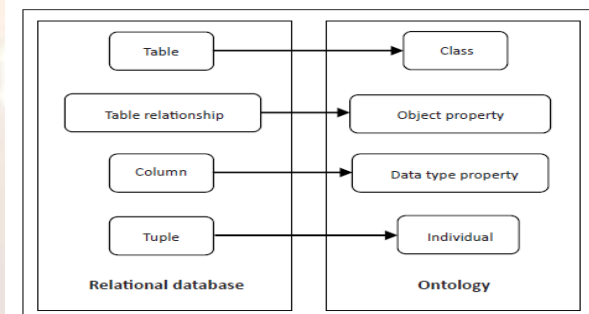 Table
Class
Table relationship
Object property
Column
Data type property
Tuple
Individual
Relational database
Ontology